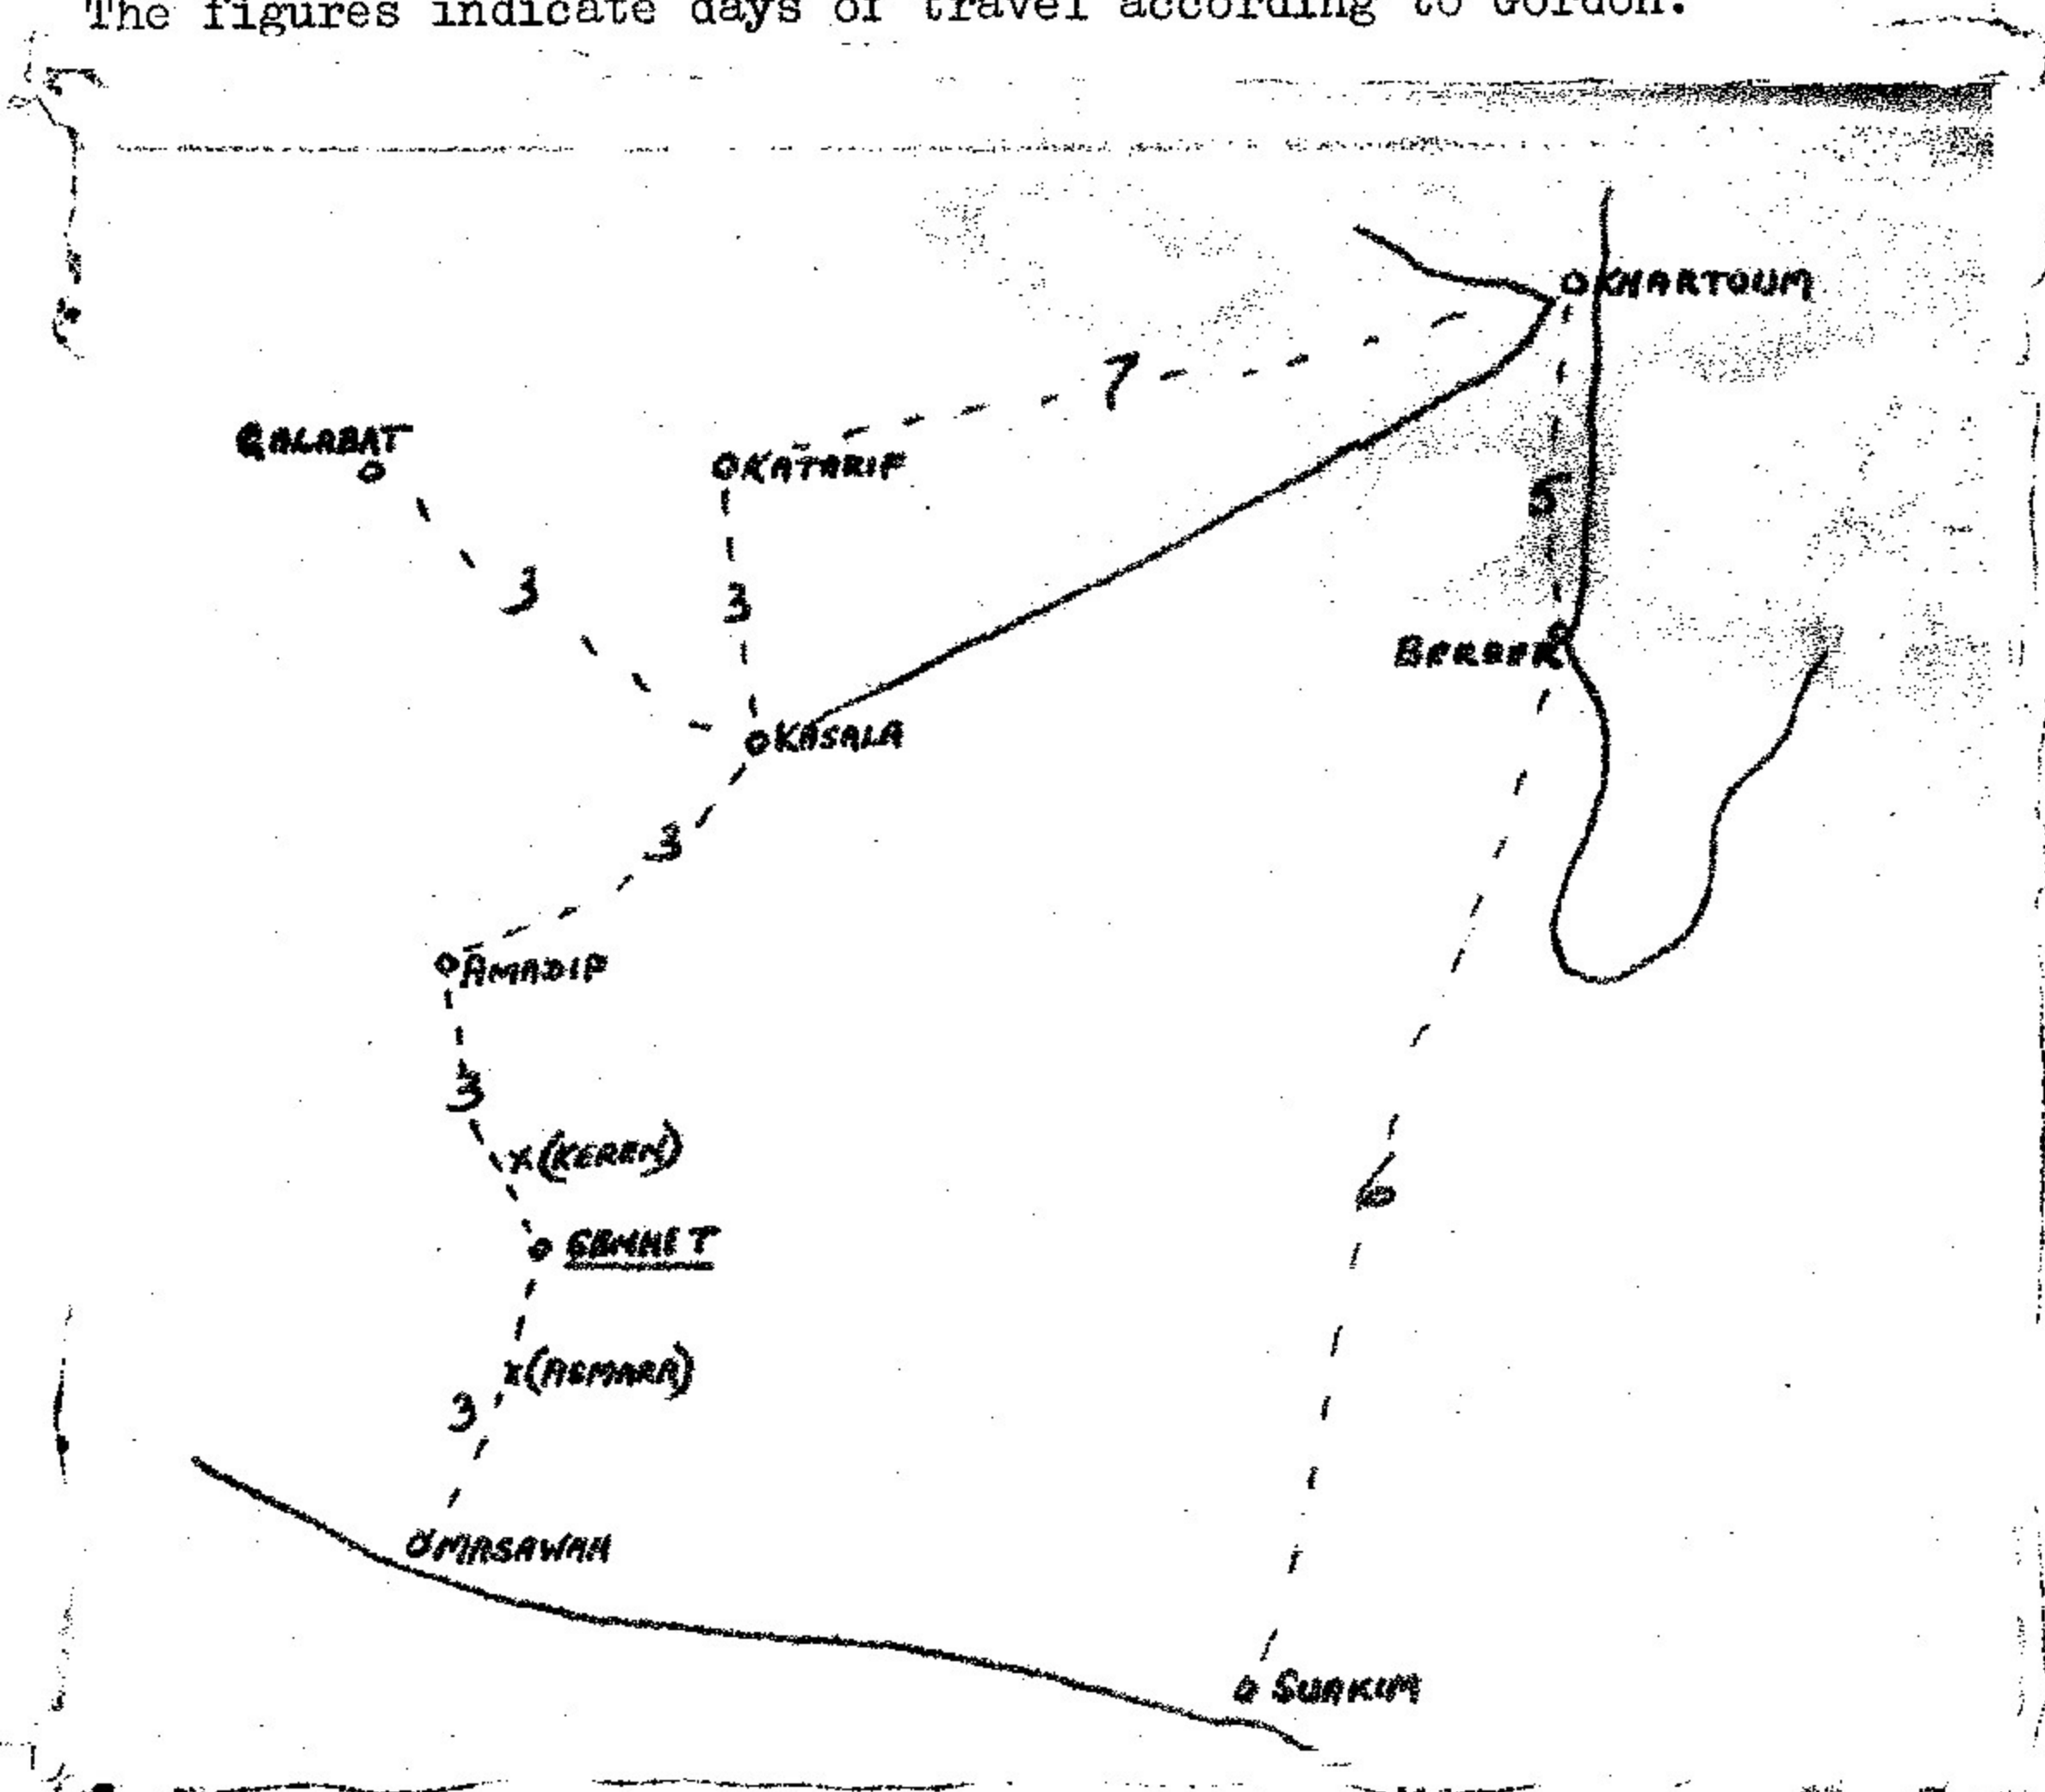 The figures indicate days of travel according to Gordon.
KHARTOUM
7
GALABAT
KATARIF
5
3
3
BERBER
KASALA
3
AMADIP
3
X(KEREN)
6
X(ASMARA)
3
MASAWAH
SUAKIM